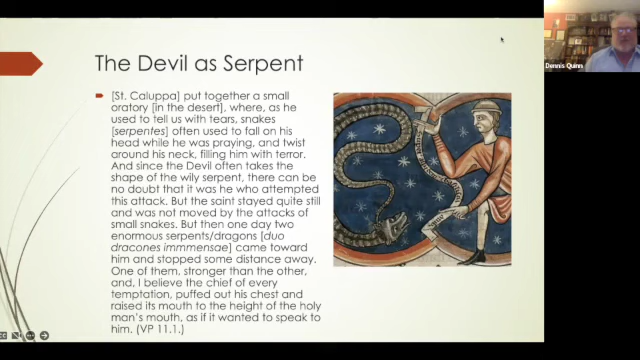 The Devil as Serpent
[St. Caluppa] put together a small
oratory [in the desert], where, as he
used to tell us with tears, snakes
[serpentes] often used to fall on his
head while he was praying, and twist
around his neck, filling him with terror.
And since the Devil often takes the
shape of the wily serpent, there can be
no doubt that it was he who attempted
this attack. But the saint stayed quite still
and was not moved by the attacks of
small snakes. But then one day two
enormous serpents/dragons [duo
dracones immmensae] came toward
him and stopped some distance away.
One of them, stronger than the other,
and, I believe the chief of every
temptation, puffed out his chest and
raised its mouth to the height of the holy
man's mouth, as if it wanted to speak to
him. (VP 11.1.)
Dennis Quinn